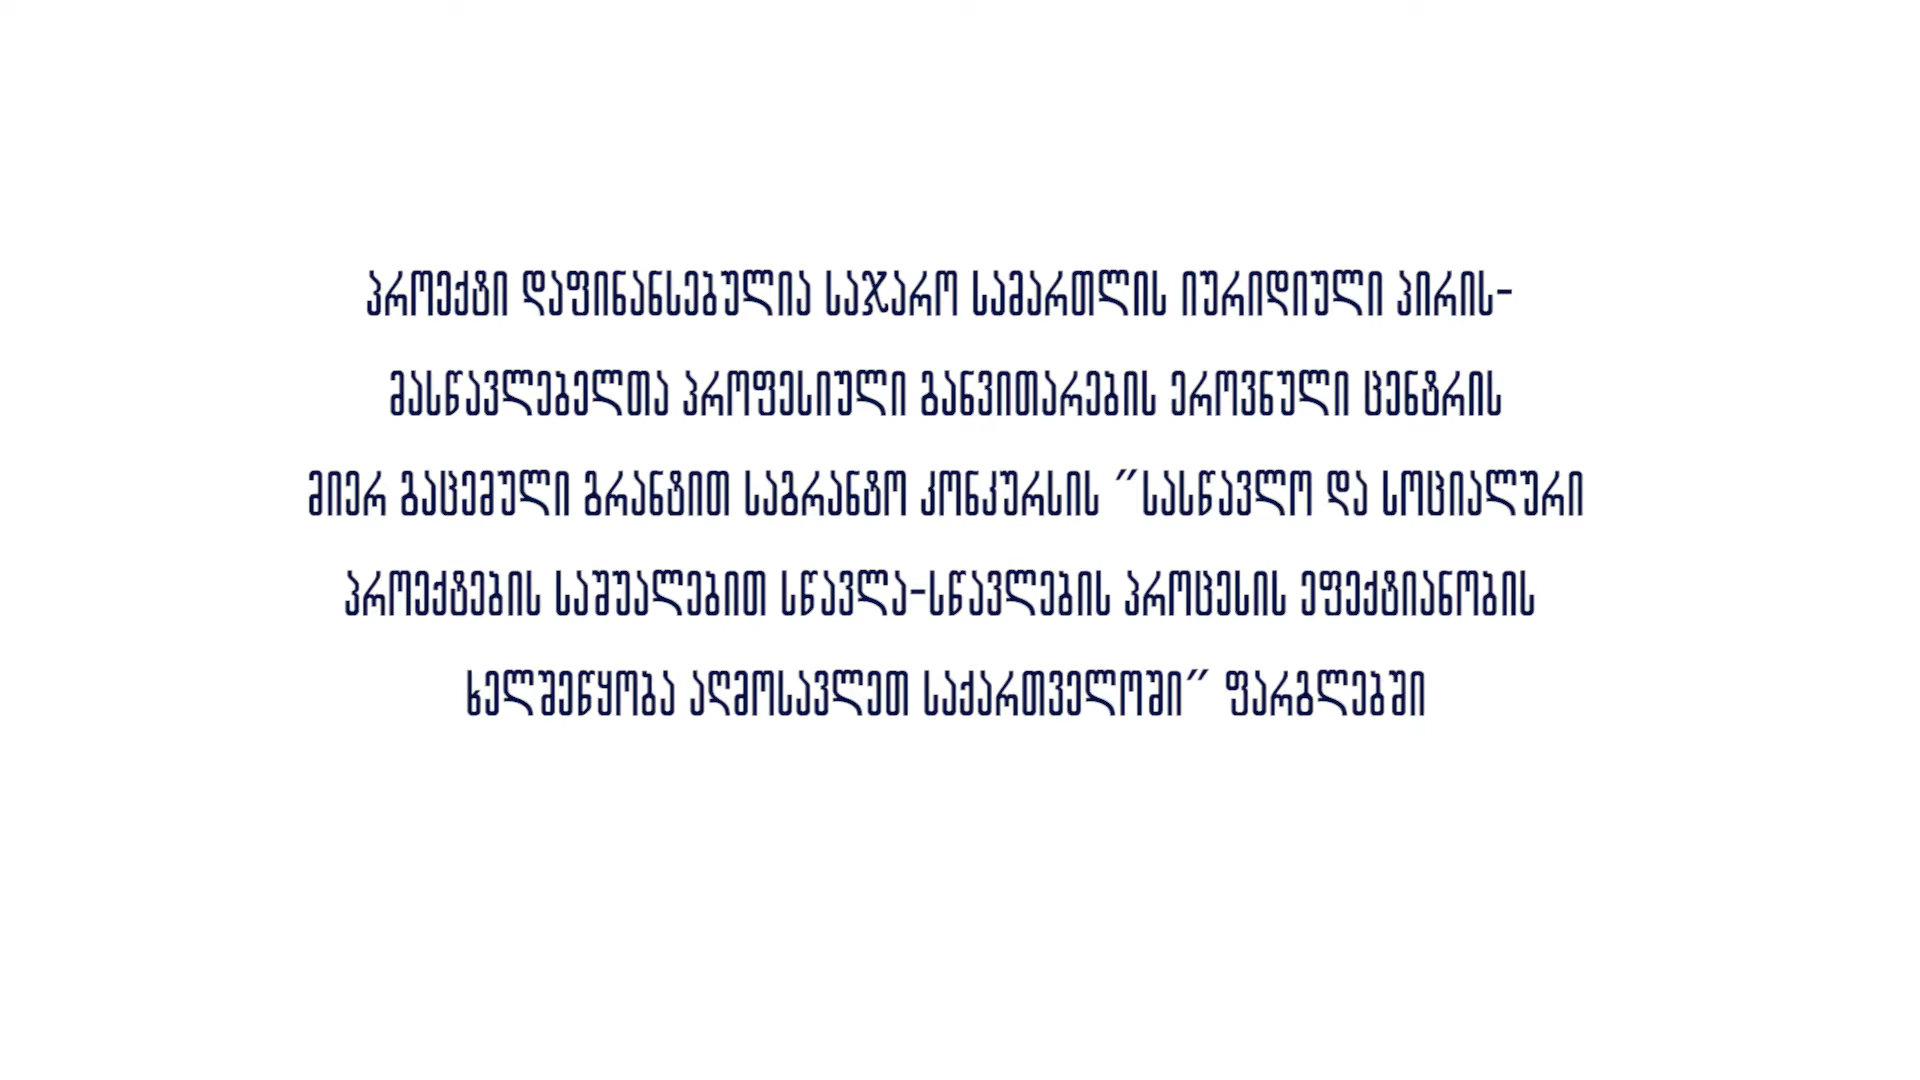 პროექტი დაფინანსებულია საჯარო სამართლის იურიდიული პირის-
მასწავლებელთა პროფესიული განვითარების ეროვნული ცენტრის
მიერ გაცემული გრანტით საგრანტო კონკურსის "სასწავლო და სოციალური
პროექტების საშუალებით სწავლა-სწავლების პროცესის ეფექტიანობის
ხელშეწყობა აღმოსავლეთ საქართველოში" ფარგლებში